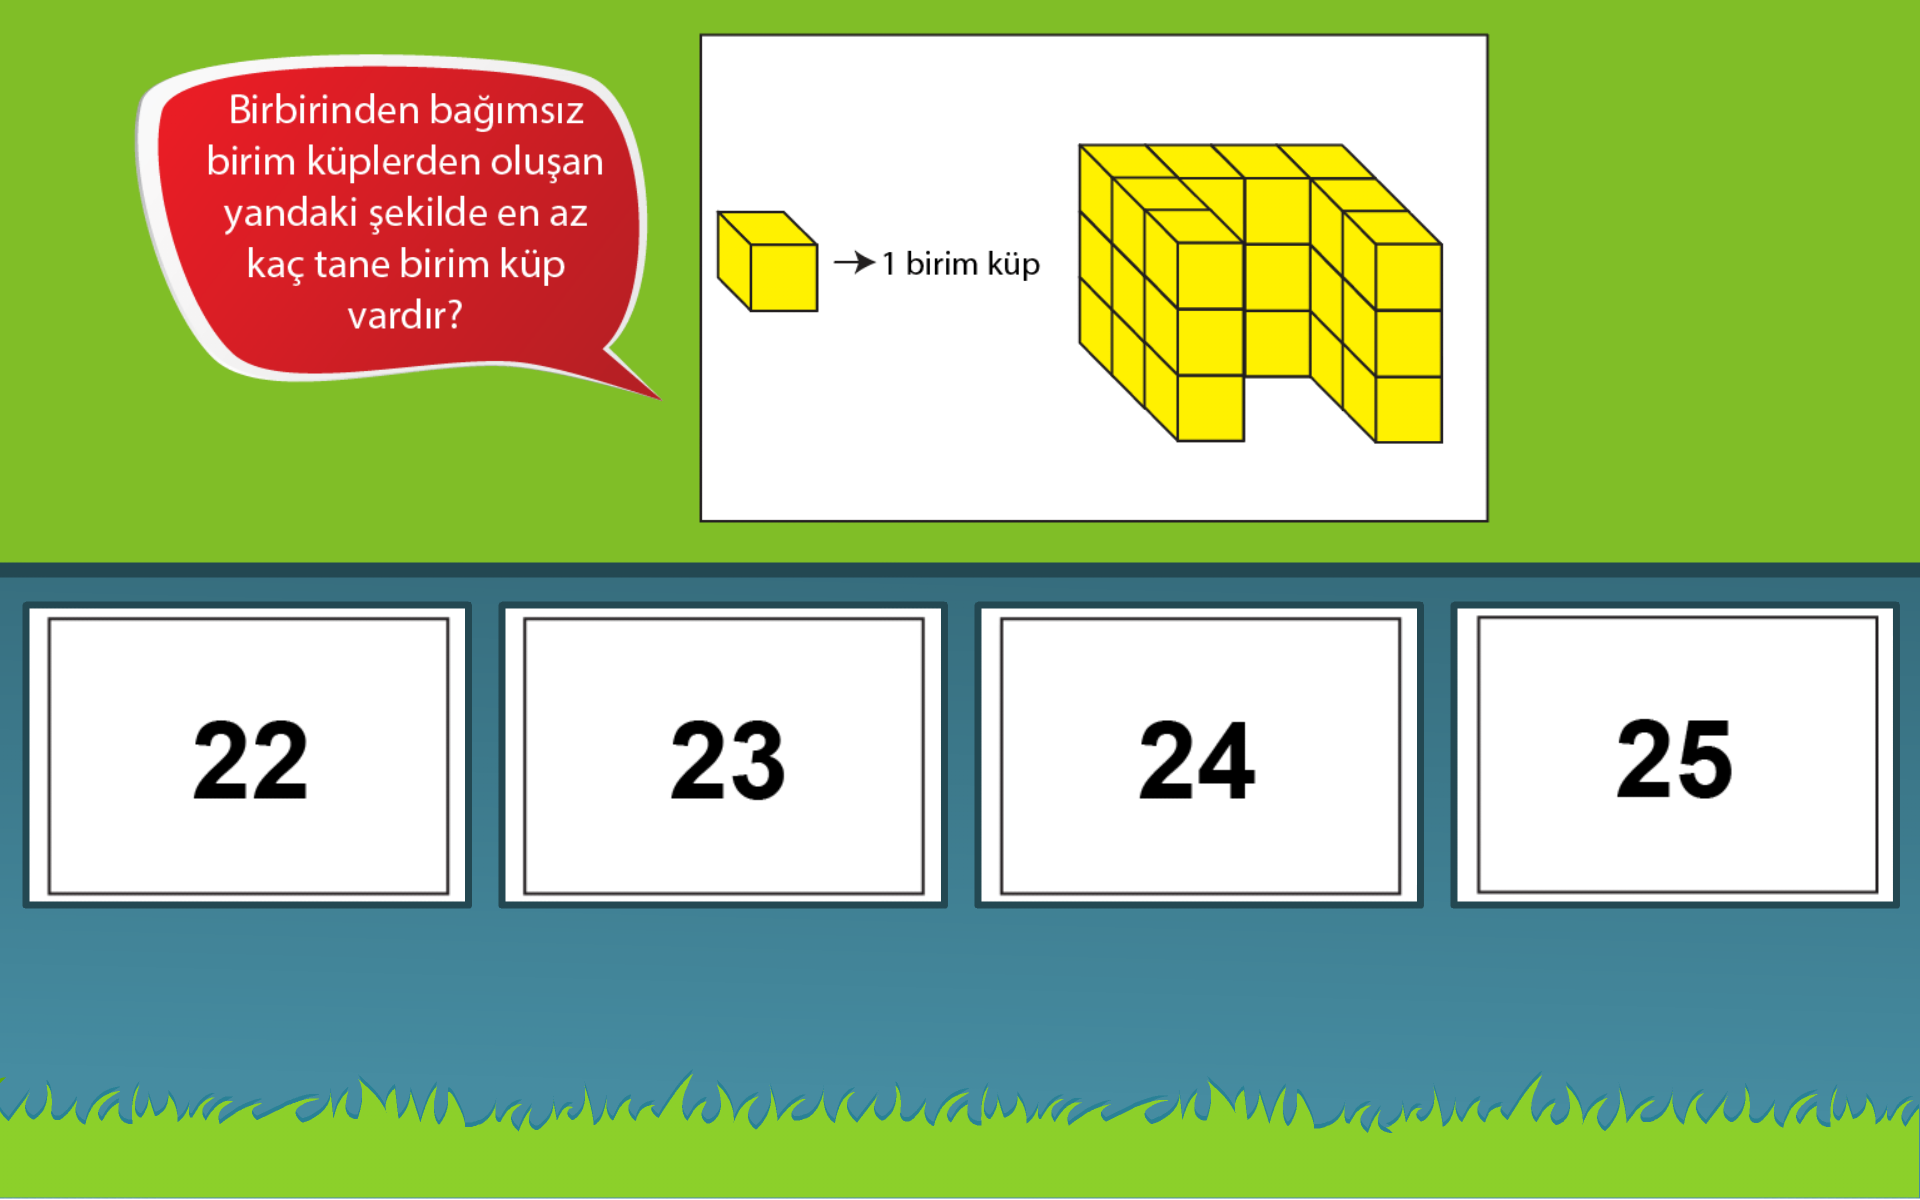 Birbirinden bağımsız
birim küplerden oluşan
yandaki şekilde en az
kaç tane birim küp
vardır?
1 birim küp
22
23
24
25